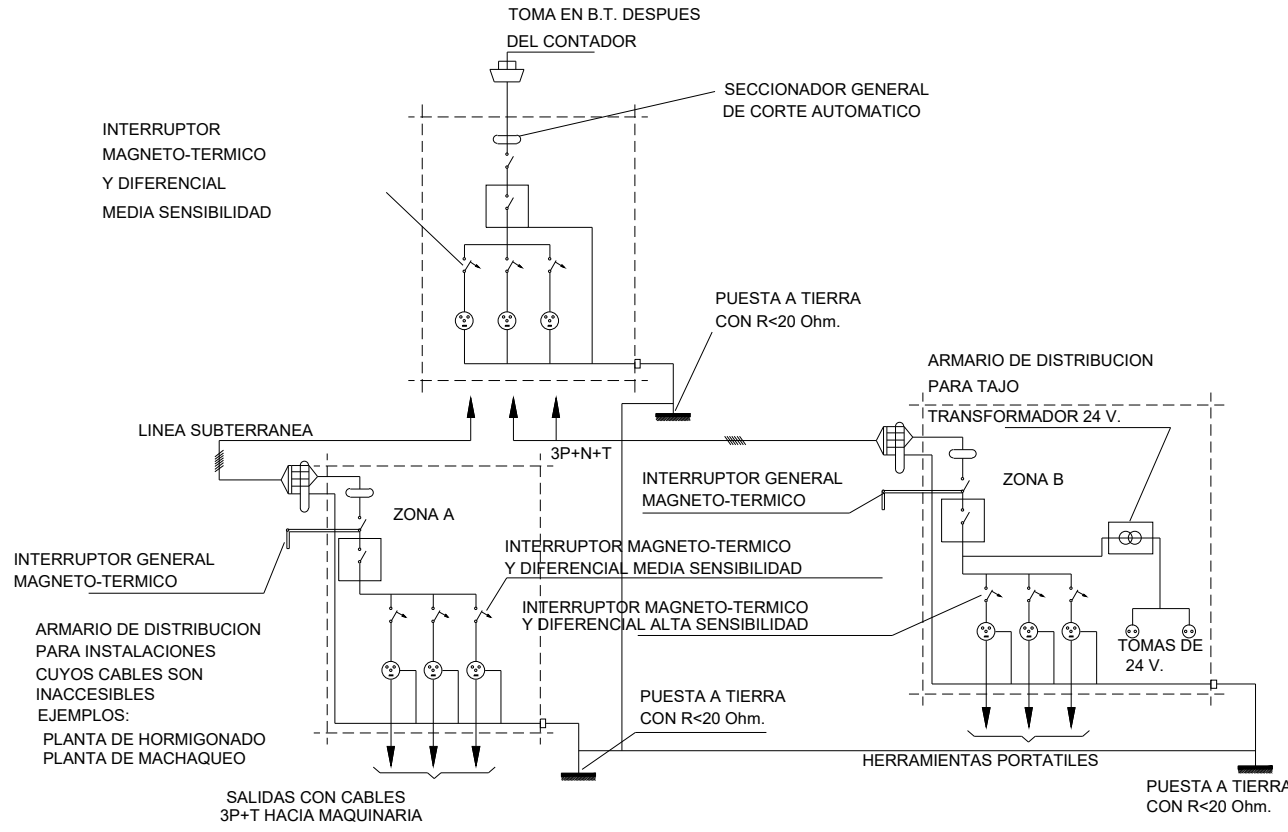 TOMA EN B.T. DESPUES
DEL CONTADOR
SECCIONADOR GENERAL
DE CORTE AUTOMATICO
INTERRUPTOR
MAGNETO-TERMICO
Y DIFERENCIAL
MEDIA SENSIBILIDAD
PUESTA A TIERRA
CON R<20 Ohm.
ARMARIO DE DISTRIBUCION
PARA TAJO
TRANSFORMADOR 24 V.
LINEA SUBTERRANEA
3P+N+T
INTERRUPTOR GENERAL
MAGNETO-TERMICO
ZONA B
ZONA A
INTERRUPTOR GENERAL
MAGNETO-TERMICO
INTERRUPTOR MAGNETO-TERMICO
Y DIFERENCIAL MEDIA SENSIBILIDAD
INTERRUPTOR MAGNETO-TERMICO
Y DIFERENCIAL ALTA SENSIBILIDAD
TOMAS DE
24 V.
ARMARIO DE DISTRIBUCION
PARA INSTALACIONES
CUYOS CABLES SON
INACCESIBLES
EJEMPLOS:
PLANTA DE HORMIGONADO
PLANTA DE MACHAQUEO
PUESTA A TIERRA
CON R<20 Ohm.
HERRAMIENTAS PORTATILES
SALIDAS CON CABLES
3P+T HACIA MAQUINARIA
PUESTA A TIERRA
CON R<20 Ohm.